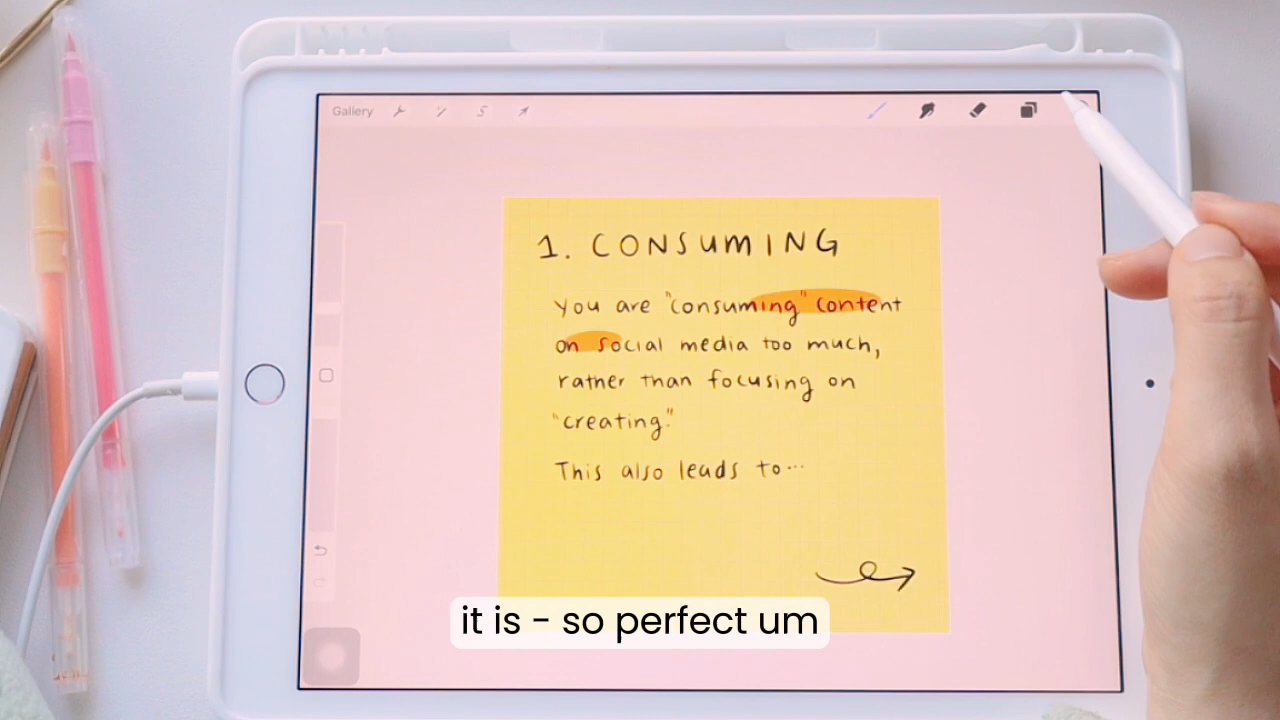 Gallery
1. CONSUMING
You are "consuming" content
on social media too much,
rather than focusing on
"creating."
This also leads to...
it is - so perfect um